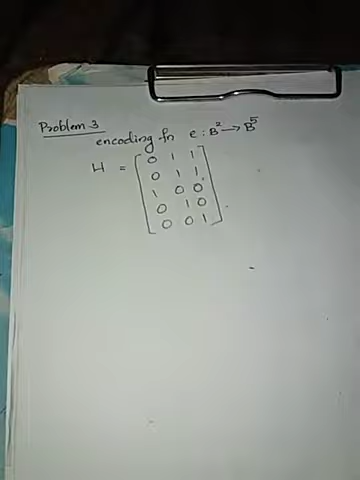 Problem 3
encoding fn e : B² → B⁵
H = [ 0 1 1
0 1 1
1 0 0
0 1 0
0 0 1 ]